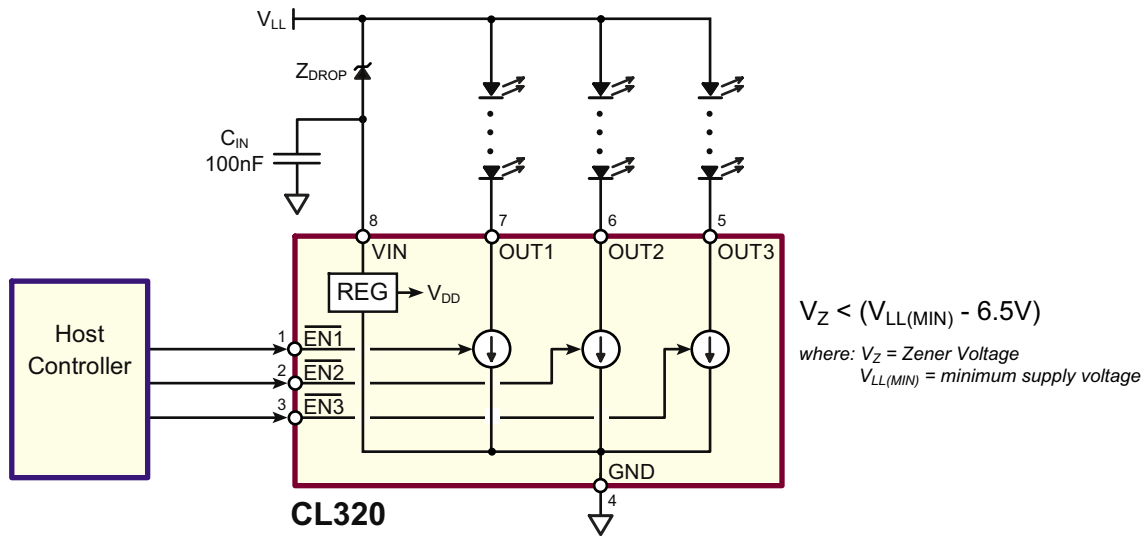 VLL
ZDROP
CIN
100nF
8
7
6
5
VIN
OUT1
OUT2
OUT3
REG
VDD
Host
Controller
1
EN1
2
EN2
3
EN3
GND
4
CL320
VZ < (VLL(MIN) - 6.5V)
where: VZ = Zener Voltage
VLL(MIN) = minimum supply voltage